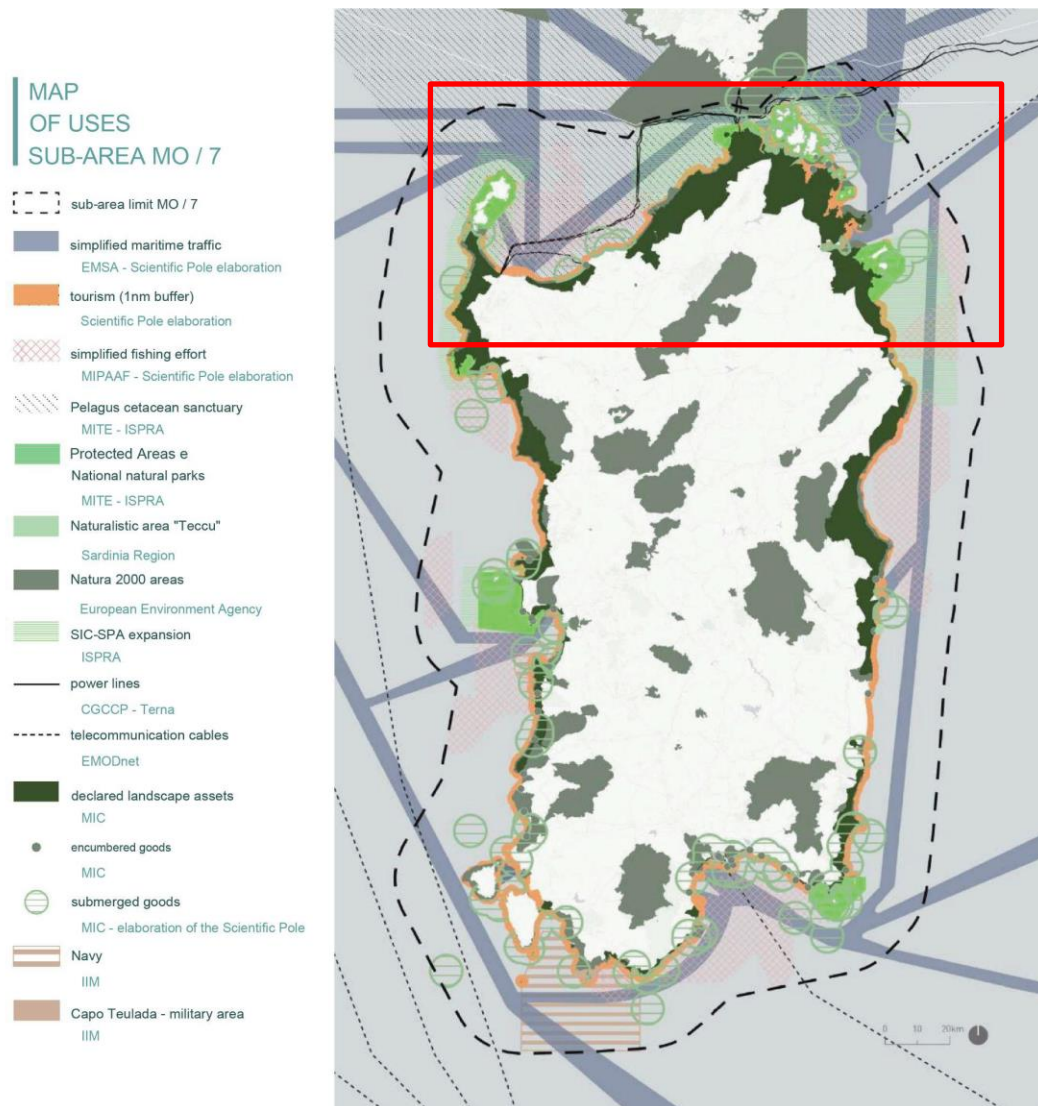 MAP
OF USES
SUB-AREA MO / 7
sub-area limit MO / 7
simplified maritime traffic
EMSA - Scientific Pole elaboration
tourism (1nm buffer)
Scientific Pole elaboration
simplified fishing effort
MIPAAF - Scientific Pole elaboration
Pelagus cetacean sanctuary
MITE - ISPRA
Protected Areas e
National natural parks
MITE - ISPRA
Naturalistic area "Teccu"
Sardinia Region
Natura 2000 areas
European Environment Agency
SIC-SPA expansion
ISPRA
power lines
CGCCP - Terna
telecommunication cables
EMODnet
declared landscape assets
MIC
encumbered goods
MIC
submerged goods
MIC - elaboration of the Scientific Pole
Navy
IIM
Capo Teulada - military area
IIM
0 10 20km